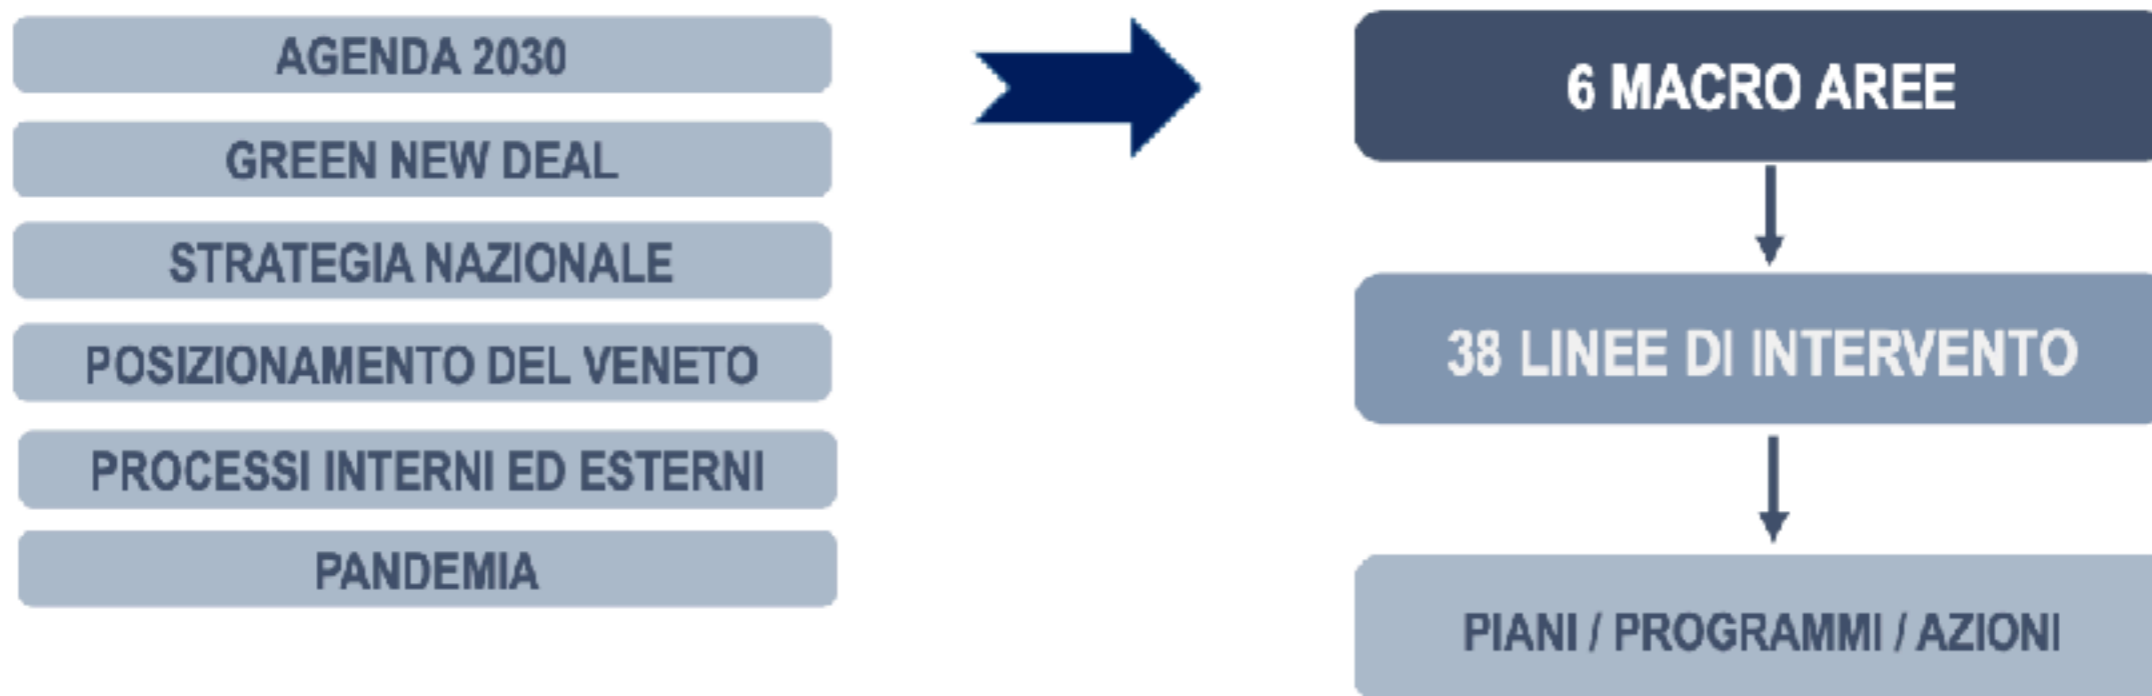 AGENDA 2030
GREEN NEW DEAL
STRATEGIA NAZIONALE
POSIZIONAMENTO DEL VENETO
PROCESSI INTERNI ED ESTERNI
PANDEMIA
6 MACRO AREE
38 LINEE DI INTERVENTO
PIANI / PROGRAMMI / AZIONI